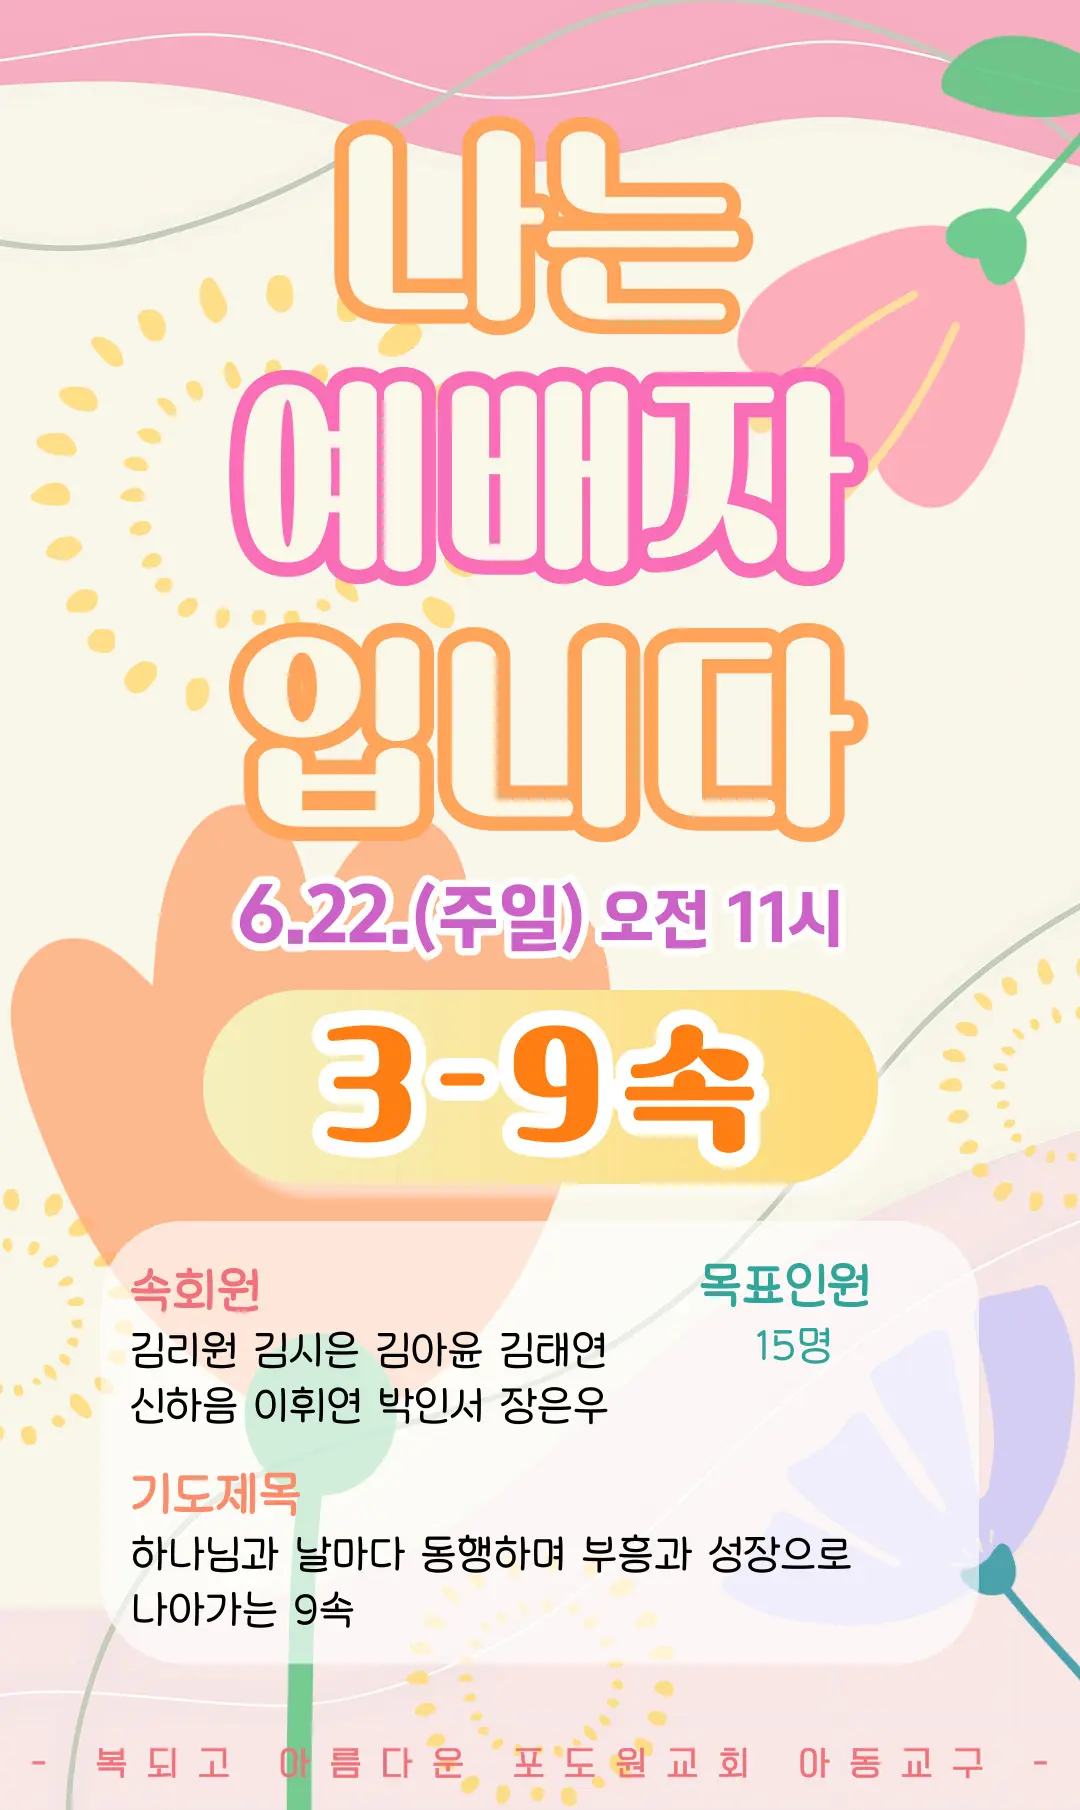 나는
예배자
입니다
6.22.(주일) 오전 11시
3-9속
속회원
김리원 김시은 김아윤 김태연
신하음 이휘연 박인서 장은우
목표인원
15명
기도제목
하나님과 날마다 동행하며 부흥과 성장으로
나아가는 9속
- 복되고 아름다운 포도원교회 아동교구 -